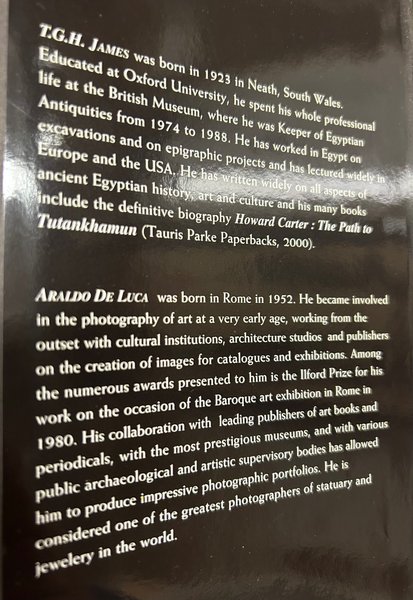 T.G.H. JAMES was born in 1923 in Neath, South Wales.
Educated at Oxford University, he spent his whole professional
life at the British Museum, where he was Keeper of Egyptian
Antiquities from 1974 to 1988. He has worked in Egypt on
excavations and on epigraphic projects and has lectured widely in
Europe and the USA. He has written widely on all aspects of
ancient Egyptian history, art and culture and his many books
include the definitive biography Howard Carter : The Path to
Tutankhamun (Tauris Parke Paperbacks, 2000).
ARALDO DE LUCA was born in Rome in 1952. He became involved
in the photography of art at a very early age, working from the
outset with cultural institutions, architecture studios and publishers
on the creation of images for catalogues and exhibitions. Among
the numerous awards presented to him is the Ilford Prize for his
work on the occasion of the Baroque art exhibition in Rome in
1980. His collaboration with leading publishers of art books and
periodicals, with the most prestigious museums, and with various
public archaeological and artistic supervisory bodies has allowed
him to produce impressive photographic portfolios. He is
considered one of the greatest photographers of statuary and
jewelery in the world.